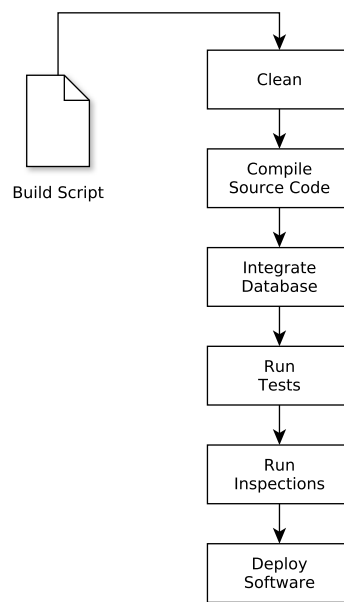 Clean
Build Script
Compile
Source Code
Integrate
Database
Run
Tests
Run
Inspections
Deploy
Software